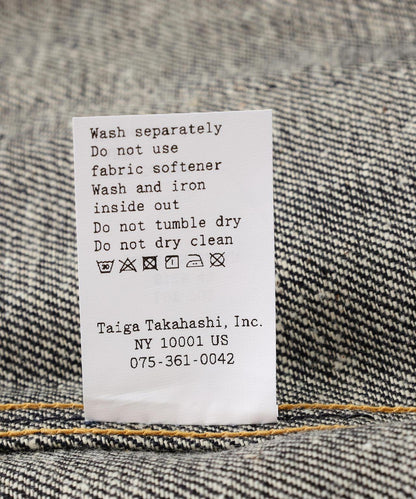 Wash separately
Do not use
fabric softener
Wash and iron
inside out
Do not tumble dry
Do not dry clean
Taiga Takahashi, Inc.
NY 10001 US
075-361-0042